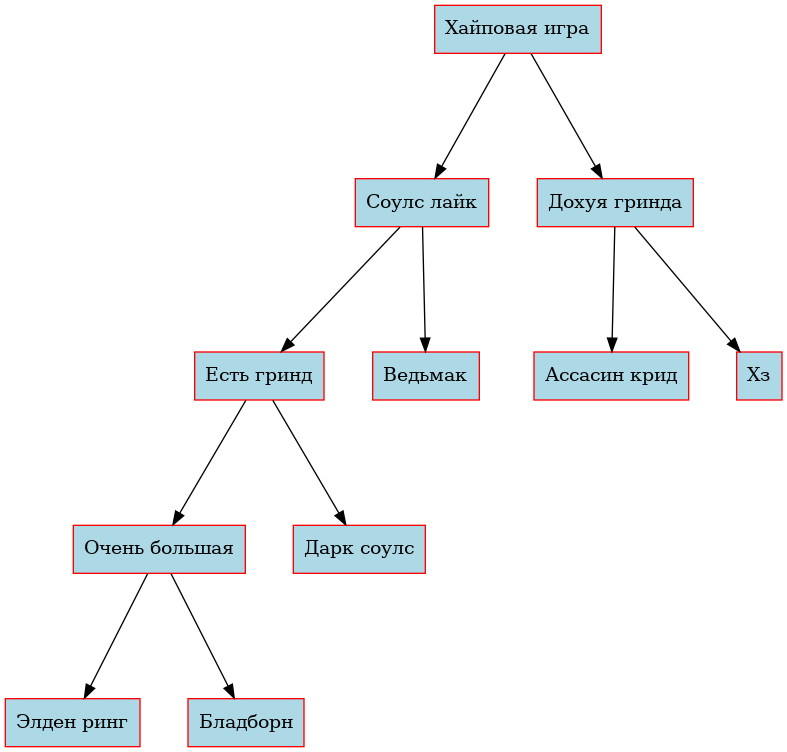 Хайповая игра
Соулс лайк
Дохуя гринда
Есть гринд
Ведьмак
Ассасин крид
Хз
Очень большая
Дарк соулс
Элден ринг
Бладборн